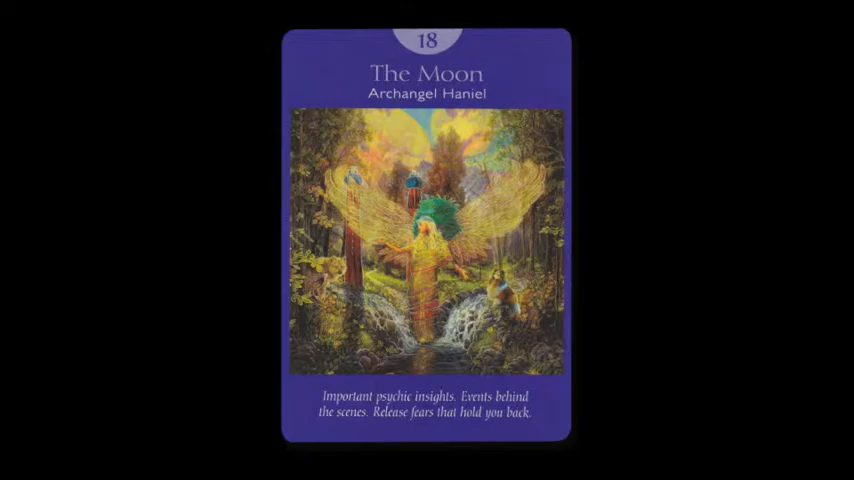 18
The Moon
Archangel Haniel
Important psychic insights. Events behind
the scenes. Release fears that hold you back.